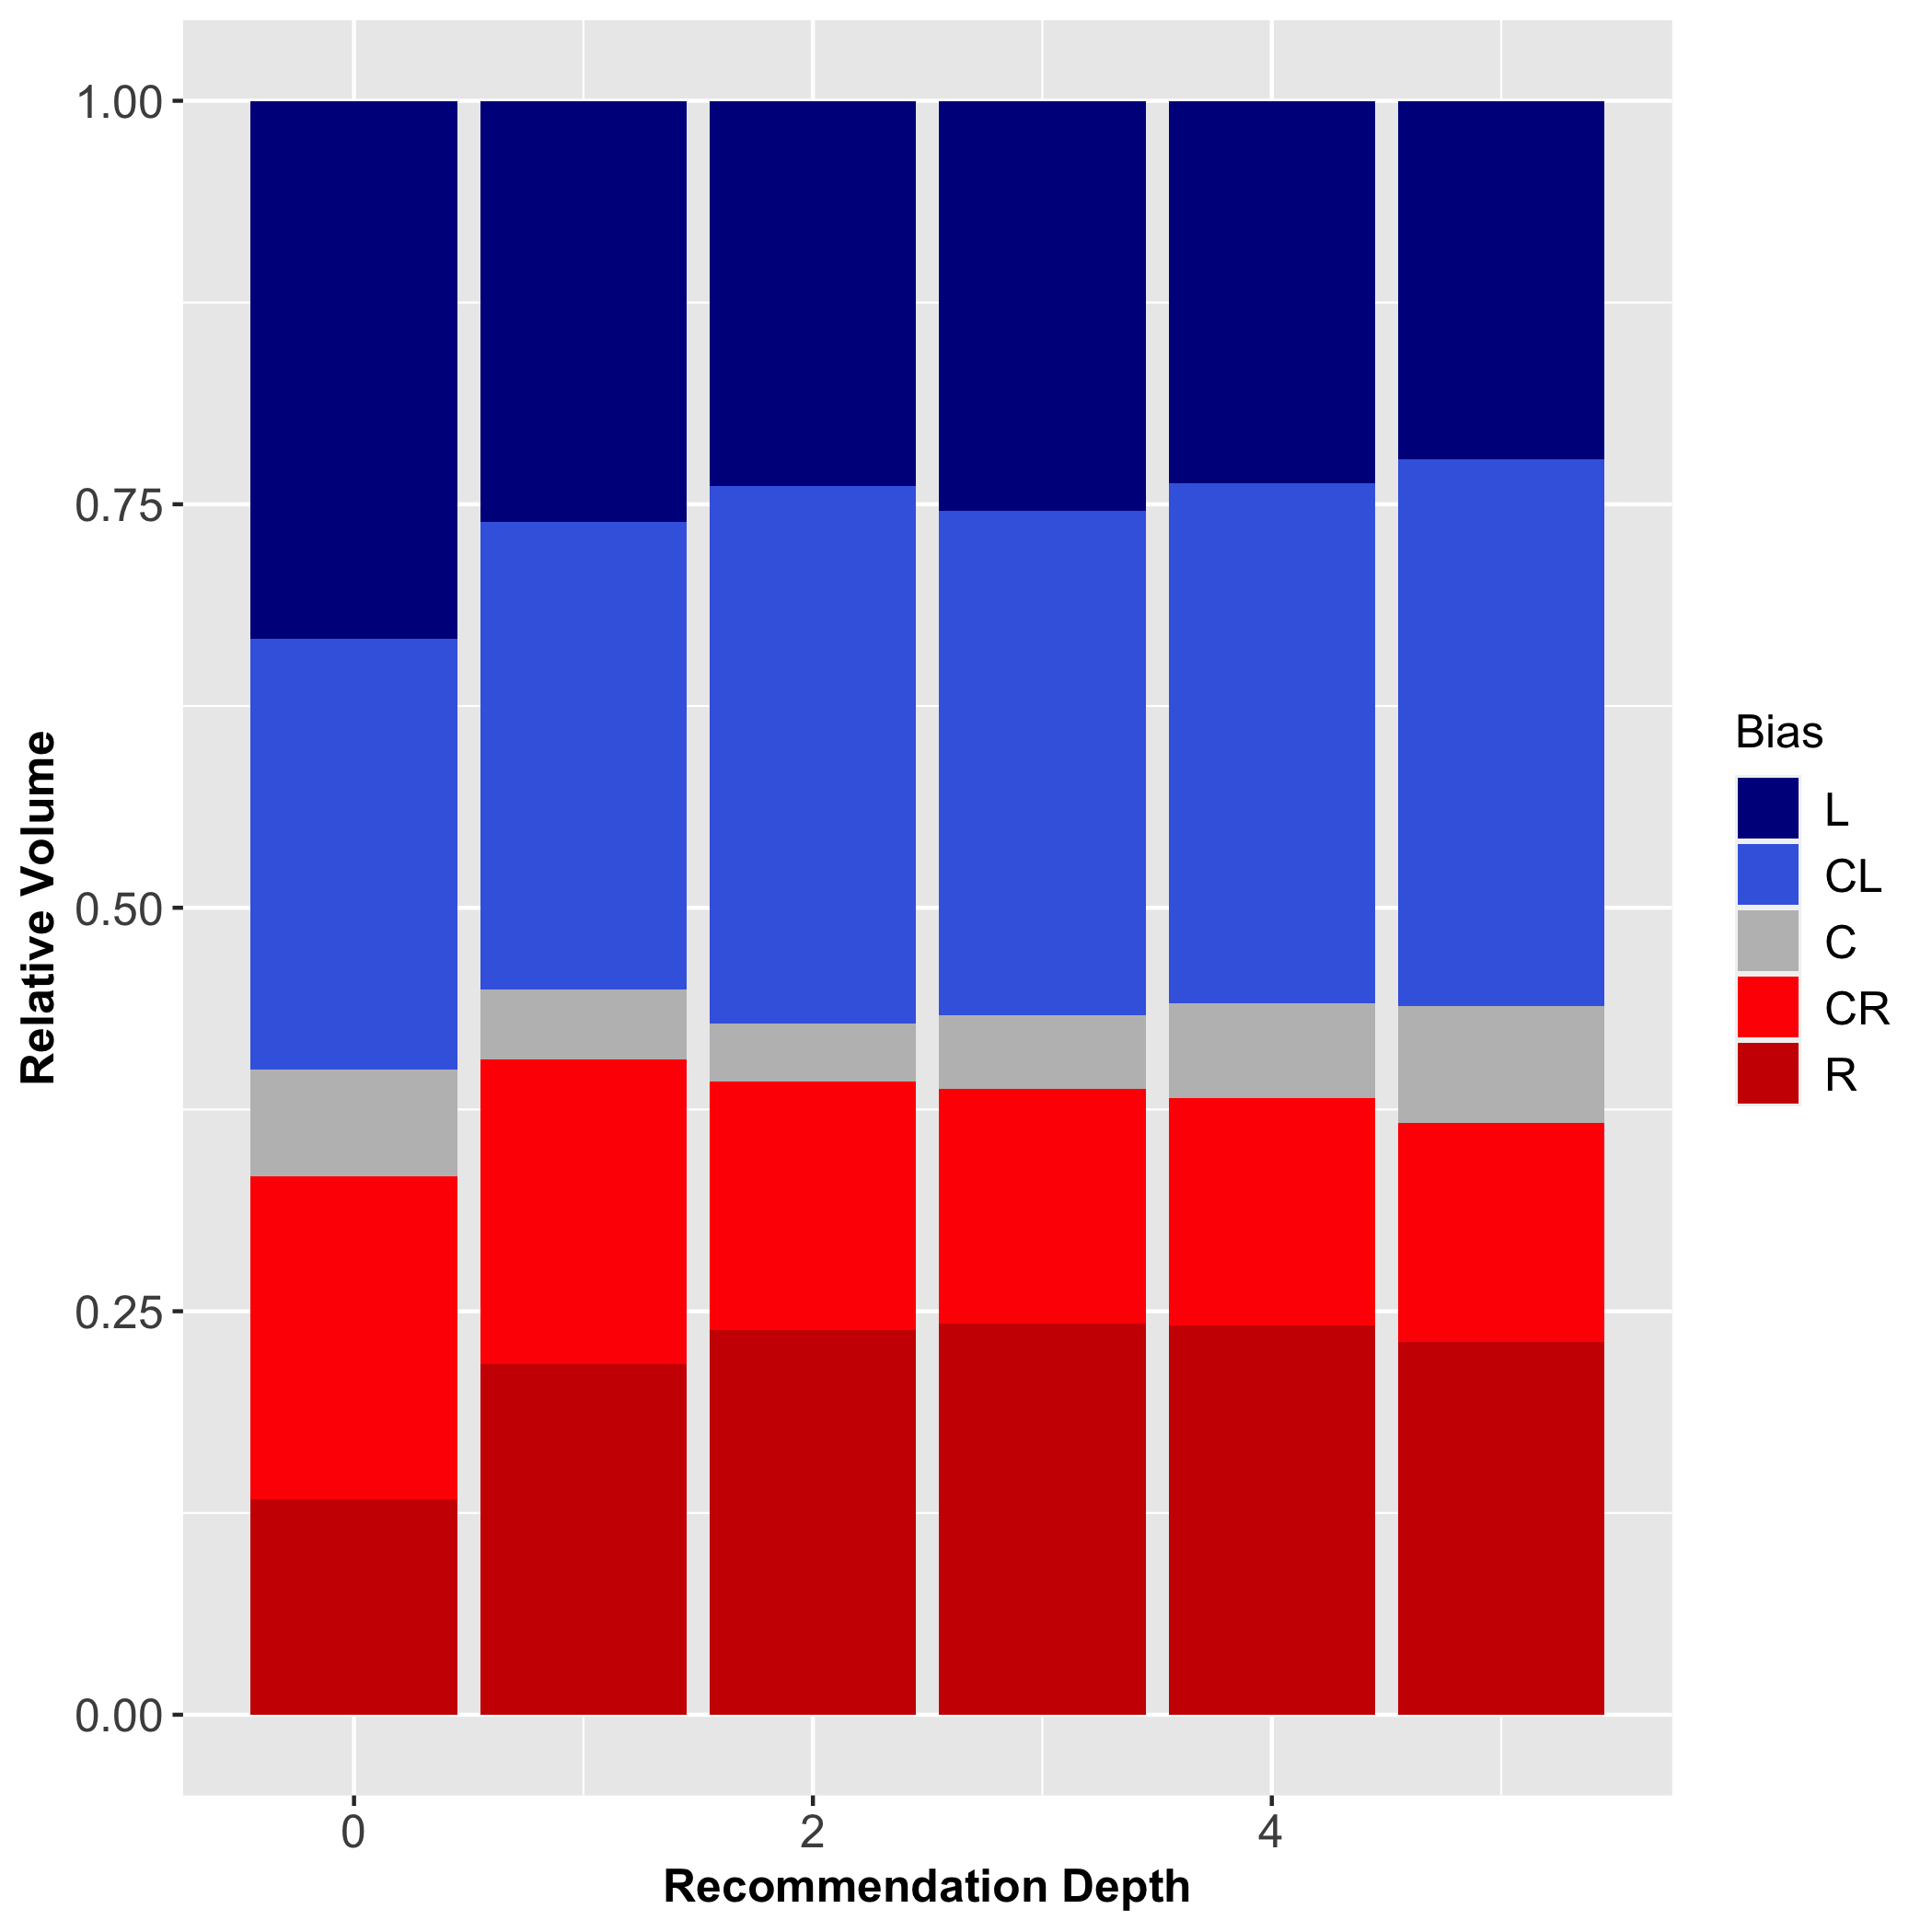 Relative Volume
1.00
0.75
0.50
0.25
0.00
0 2 4
Recommendation Depth
Bias
L
CL
C
CR
R